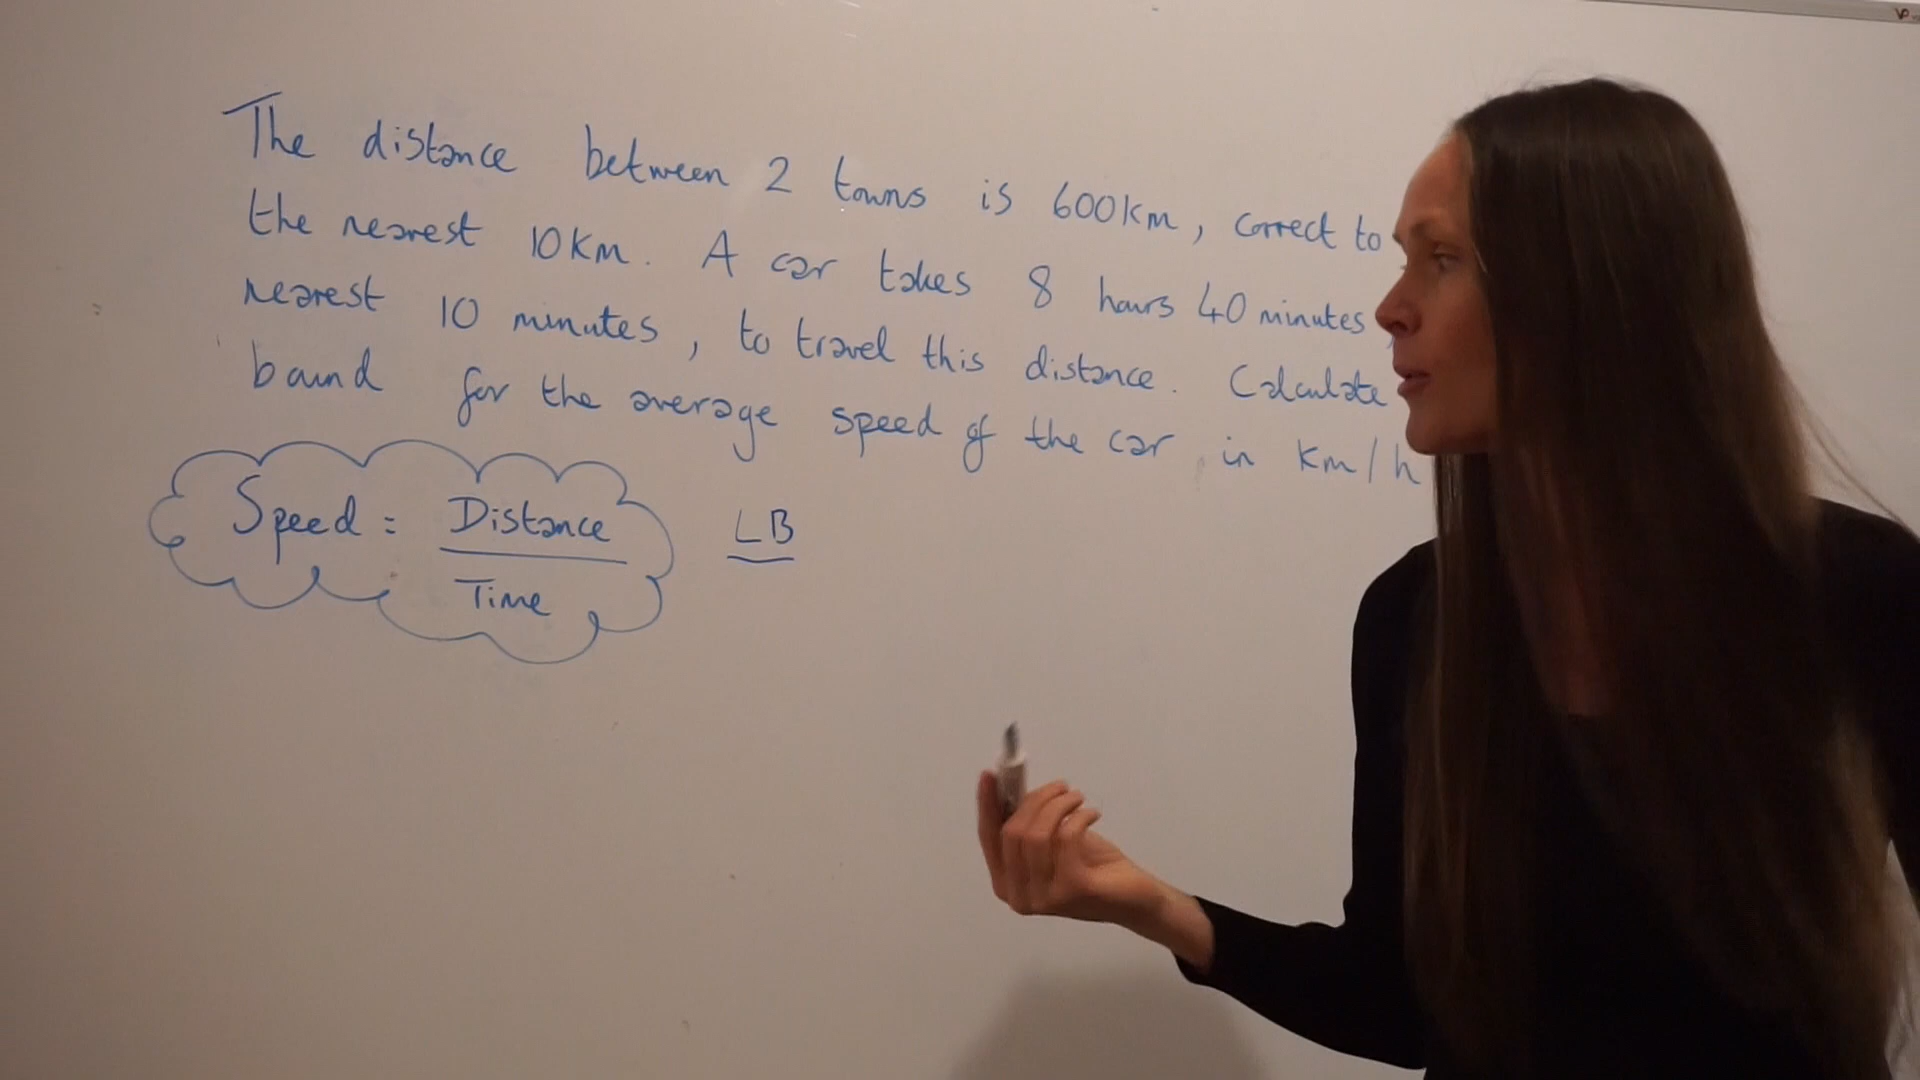 The distance between 2 towns is 600km, correct to
the nearest 10km. A car takes 8 hours 40 minutes
nearest 10 minutes, to travel this distance. Calculate
bound for the average speed of the car in km/h
Speed = Distance
Time
LB